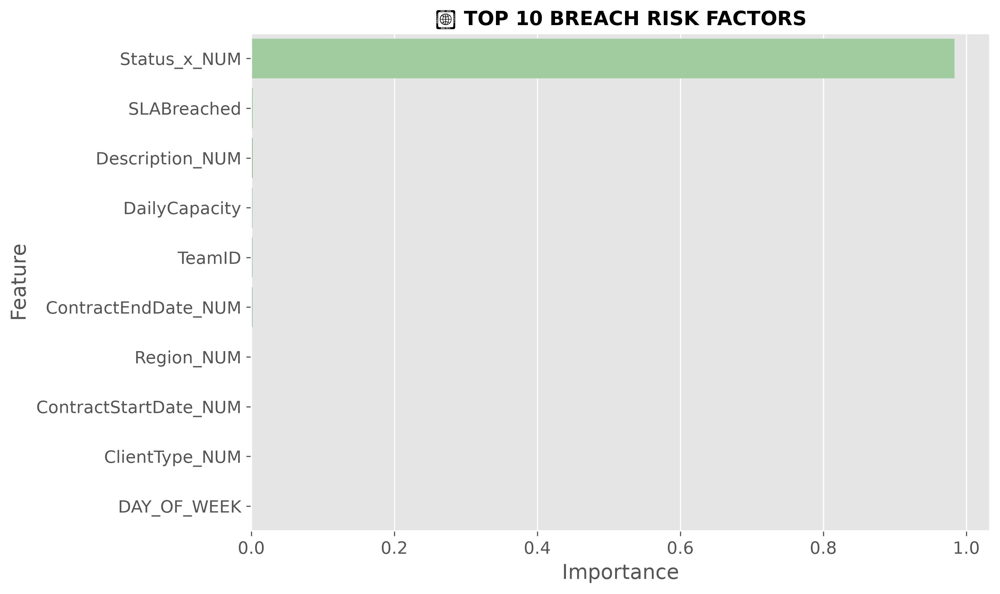 TOP 10 BREACH RISK FACTORS
Status_x_NUM
SLABreached
Description_NUM
DailyCapacity
TeamID
ContractEndDate_NUM
Region_NUM
ContractStartDate_NUM
ClientType_NUM
DAY_OF_WEEK
Feature
0.0 0.2 0.4 0.6 0.8 1.0
Importance